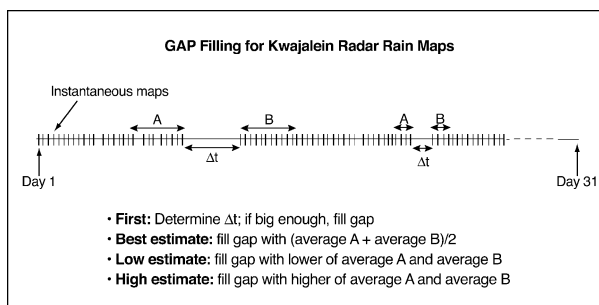 GAP Filling for Kwajalein Radar Rain Maps
Instantaneous maps
A B A B
Δt Δt
Day 1 Day 31
• First: Determine Δt; if big enough, fill gap
• Best estimate: fill gap with (average A + average B)/2
• Low estimate: fill gap with lower of average A and average B
• High estimate: fill gap with higher of average A and average B